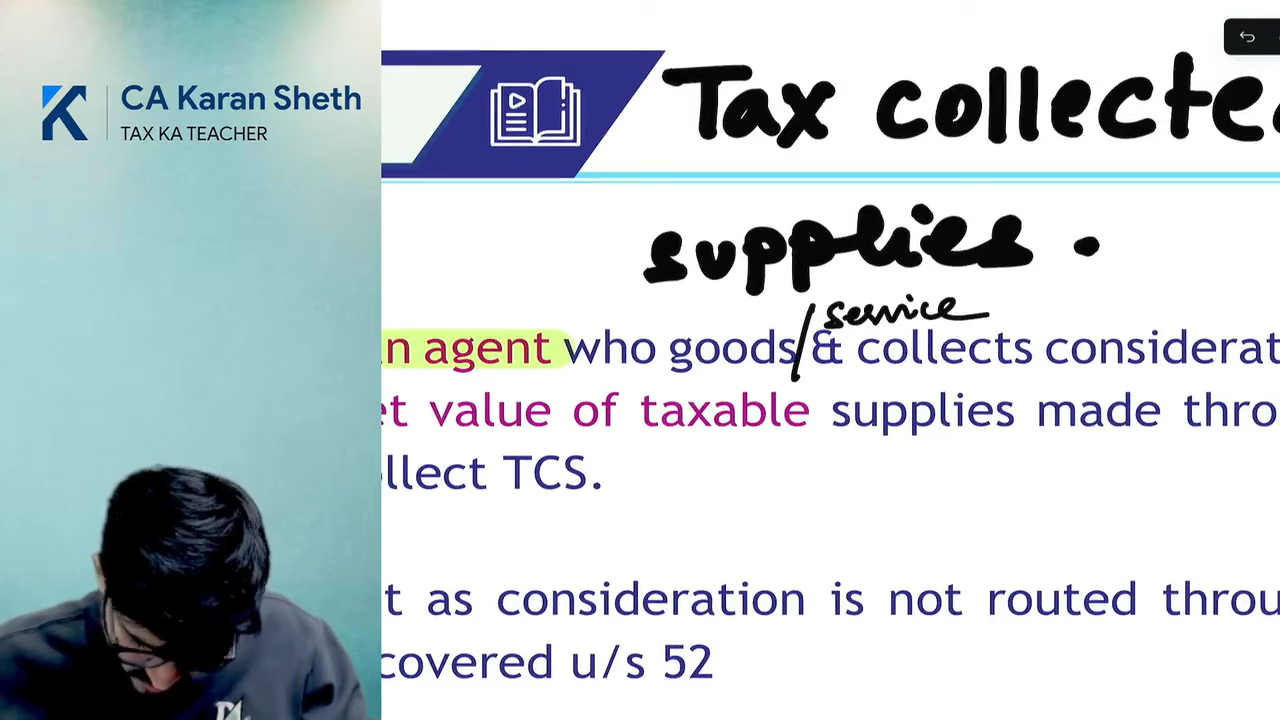 CA Karan Sheth
TAX KA TEACHER
Tax collected
supplies.
/ service
n agent who goods & collects considerat
et value of taxable supplies made thro
llect TCS.
t as consideration is not routed throu
covered u/s 52